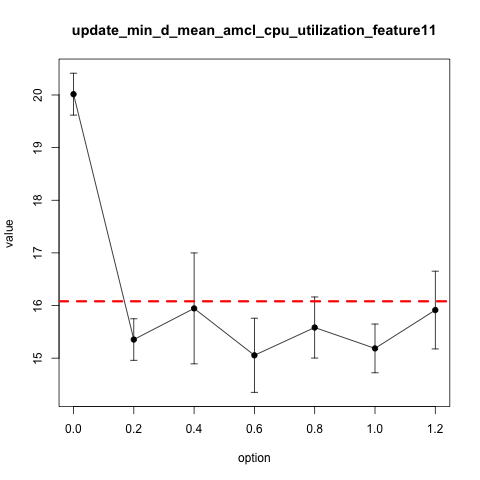 update_min_d_mean_amcl_cpu_utilization_feature11
value
20
19
18
17
16
15
0.0 0.2 0.4 0.6 0.8 1.0 1.2
option